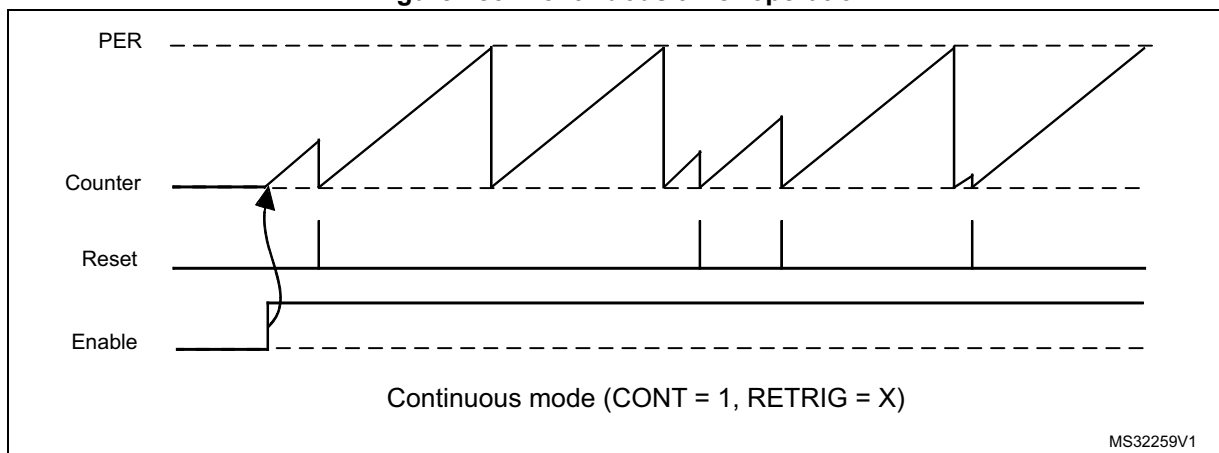 PER
Counter
Reset
Enable
Continuous mode (CONT = 1, RETRIG = X)
MS32259V1